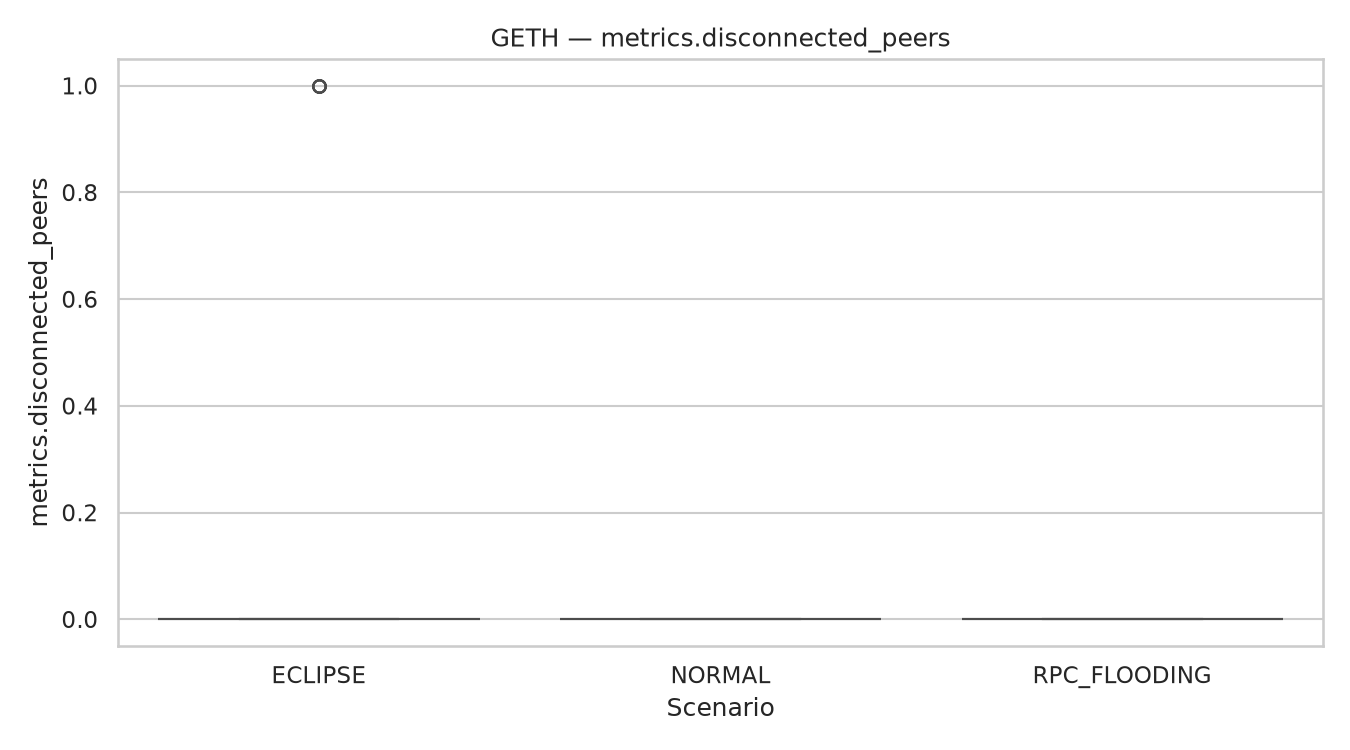 GETH — metrics.disconnected_peers
metrics.disconnected_peers
1.0
0.8
0.6
0.4
0.2
0.0
ECLIPSE NORMAL RPC_FLOODING
Scenario